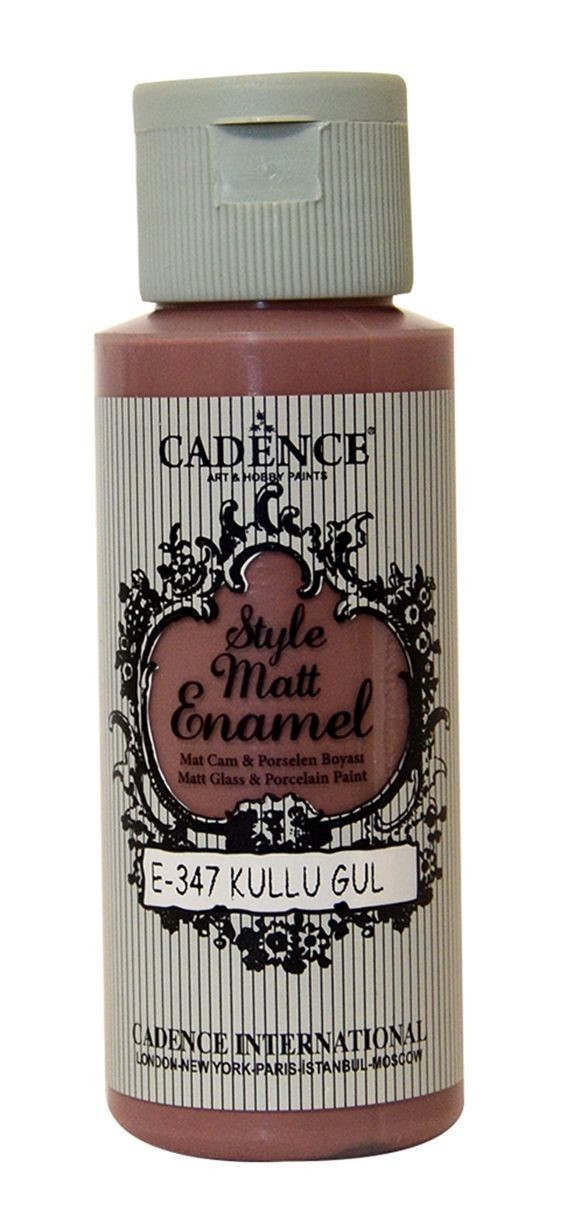 CADENCE®
ART & HOBBY PAINTS
Style
Matt
Enamel
Mat Cam & Porselen Boyası
Matt Glass & Porcelain Paint
E-347 KULLU GUL
CADENCE INTERNATIONAL
LONDON-NEW YORK-PARIS-İSTANBUL-MOSCOW